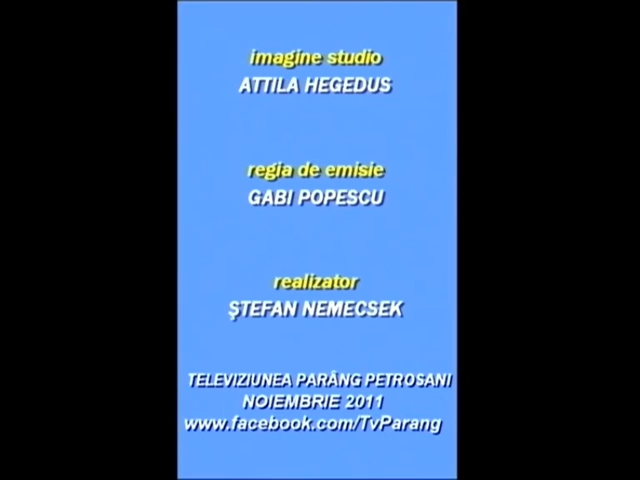 imagine studio
ATTILA HEGEDUS
regia de emisie
GABI POPESCU
realizator
ŞTEFAN NEMECSEK
TELEVIZIUNEA PARÂNG PETROSANI
NOIEMBRIE 2011
www.facebook.com/TvParang